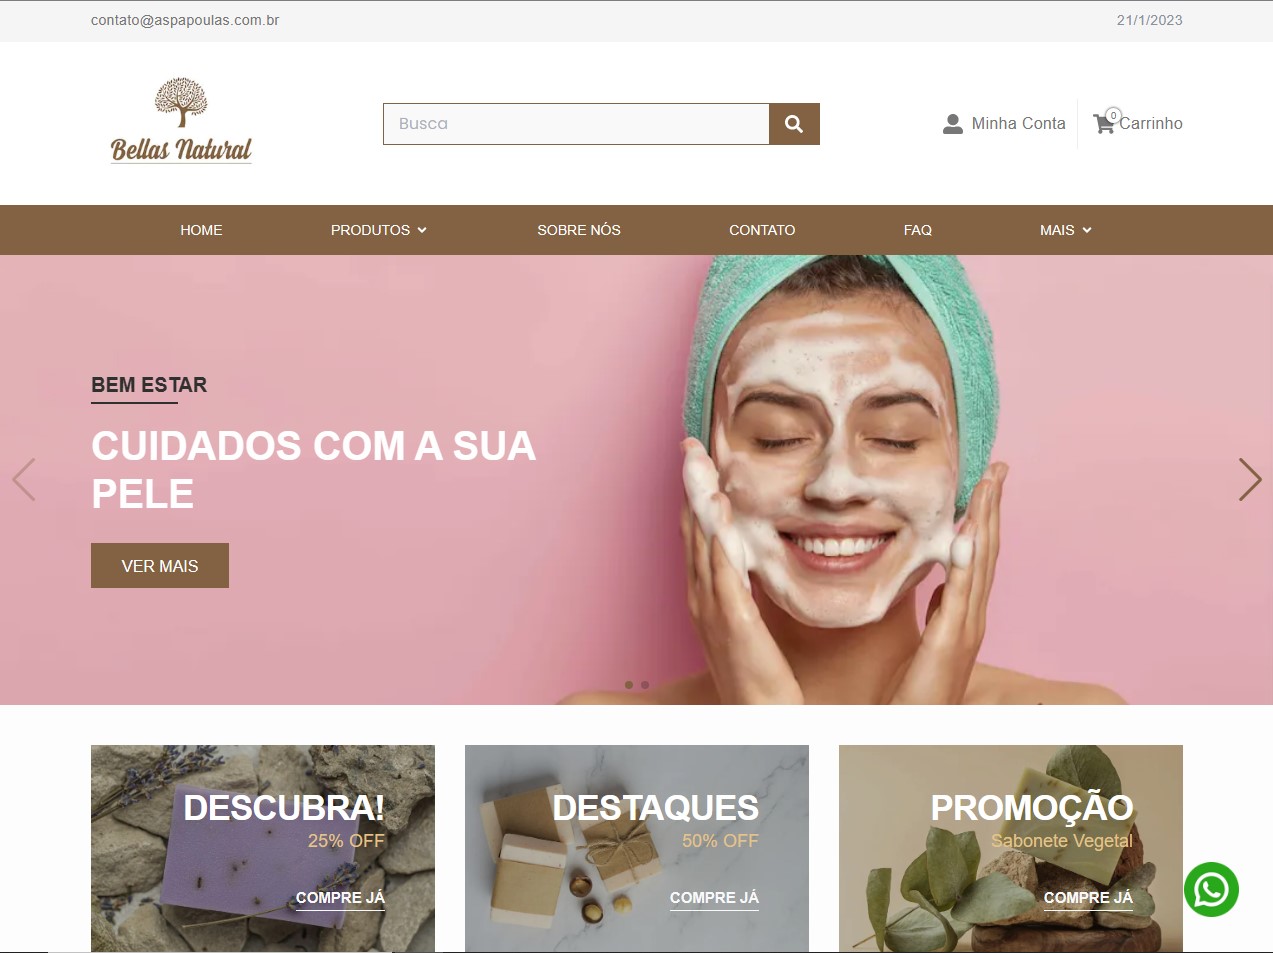 contato@aspapoulas.com.br
21/1/2023
Bellas Natural
Busca
Minha Conta
0
Carrinho
HOME
PRODUTOS
SOBRE NÓS
CONTATO
FAQ
MAIS
BEM ESTAR
CUIDADOS COM A SUA
PELE
VER MAIS
DESCUBRA!
25% OFF
COMPRE JÁ
DESTAQUES
50% OFF
COMPRE JÁ
PROMOÇÃO
Sabonete Vegetal
COMPRE JÁ